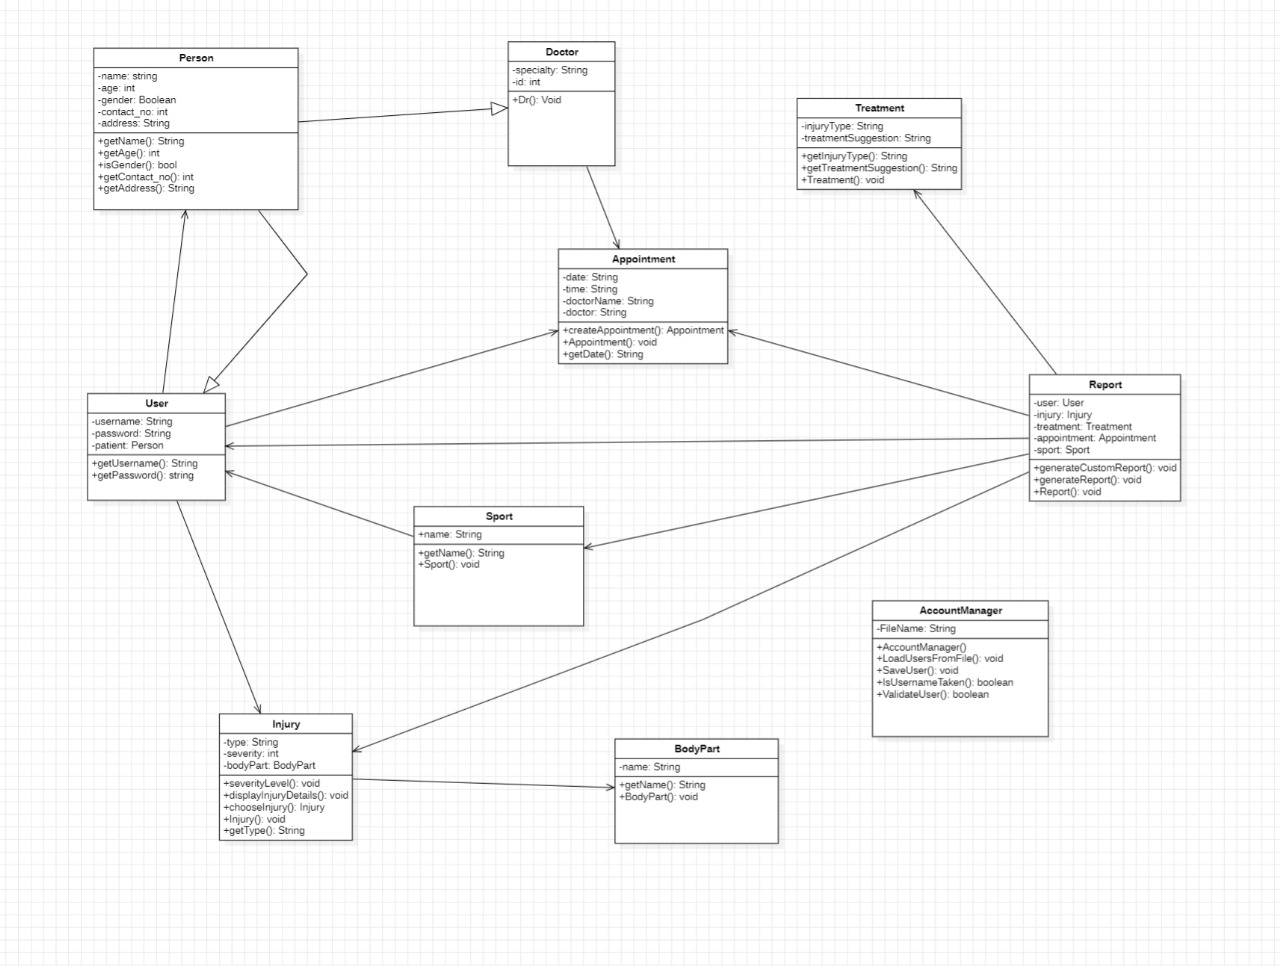 Person
-name: string
-age: int
-gender: Boolean
-contact_no: int
-address: String
+getName(): String
+getAge(): int
+isGender(): bool
+getContact_no(): int
+getAddress(): String
Doctor
-specialty: String
-id: int
+Dr(): Void
Treatment
-injuryType: String
-treatmentSuggestion: String
+getInjuryType(): String
+getTreatmentSuggestion(): String
+Treatment(): void
Appointment
-date: String
-time: String
-doctorName: String
-doctor: String
+createAppointment(): Appointment
+Appointment(): void
+getDate(): String
Report
-user: User
-injury: Injury
-treatment: Treatment
-appointment: Appointment
-sport: Sport
+generateCustomReport(): void
+generateReport(): void
+Report(): void
User
-username: String
-password: String
-patient: Person
+getUsername(): String
+getPassword(): string
Sport
+name: String
+getName(): String
+Sport(): void
AccountManager
-FileName: String
+AccountManager()
+LoadUsersFromFile(): void
+SaveUser(): void
+IsUsernameTaken(): boolean
+ValidateUser(): boolean
Injury
-type: String
-severity: int
-bodyPart: BodyPart
+severityLevel(): void
+displayInjuryDetails(): void
+chooseInjury(): Injury
+Injury(): void
+getType(): String
BodyPart
-name: String
+getName(): String
+BodyPart(): void